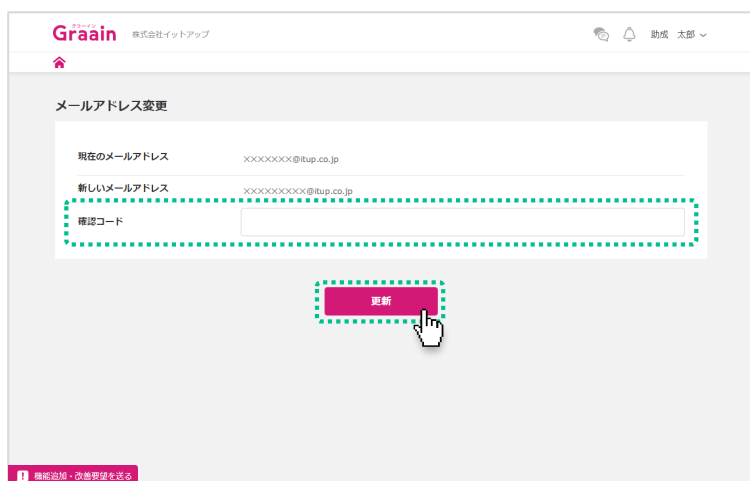 グラーイン
Graain 株式会社イットアップ 助成 太郎
メールアドレス変更
現在のメールアドレス ×××××××@itup.co.jp
新しいメールアドレス ×××××××××@itup.co.jp
確認コード
更新
! 機能追加・改善要望を送る